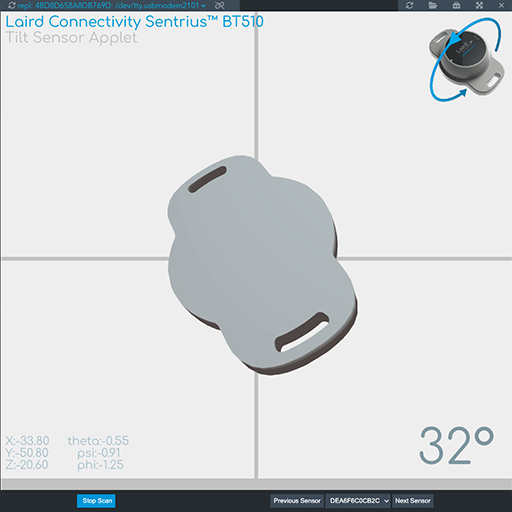 repl: 4BD8D658A8DB769D: /dev/tty.usbmodem2101
Laird Connectivity Sentrius™ BT510
Tilt Sensor Applet
Laird
X:-33.80 theta:-0.55
Y:-50.80 psi:-0.91
Z:-20.60 phi:-1.25
32°
Stop Scan
Previous Sensor
DEA6F6C0CB2C
Next Sensor